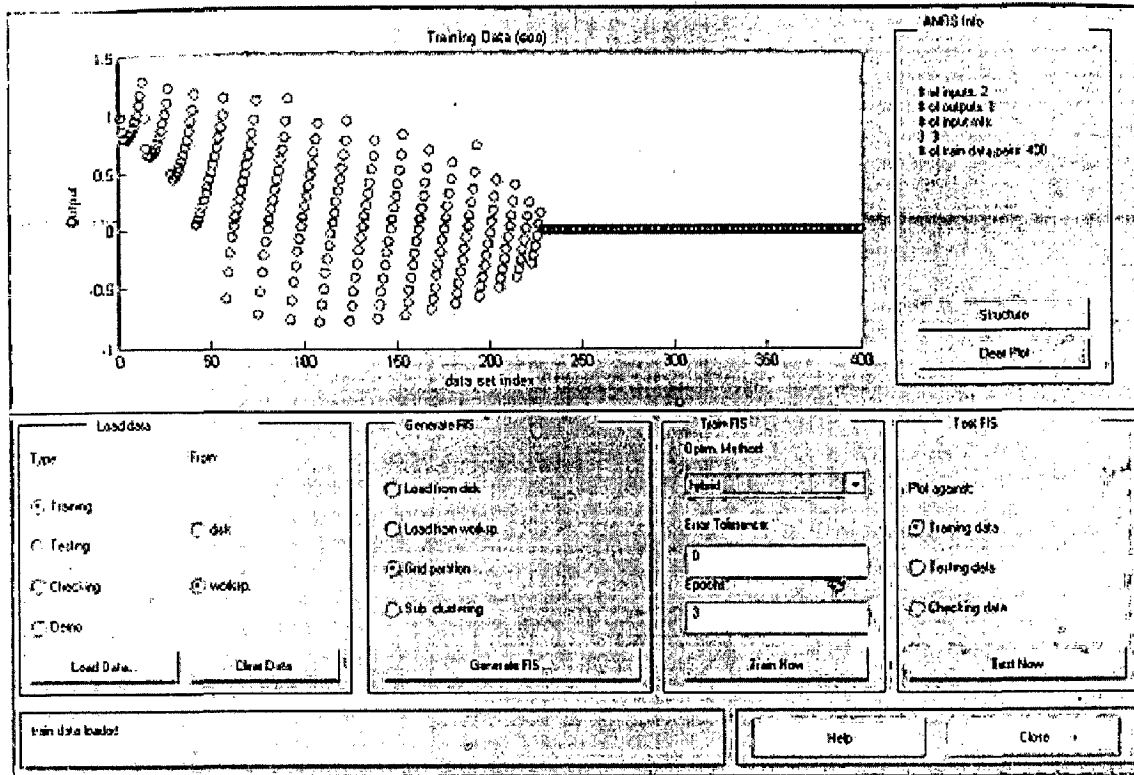 Training Data (ooo)
1.5
1
0.5
0
-0.5
-1
Output
0
50
100
150
200
250
300
350
400
data set index
ANFIS Info
# of inputs: 2
# of outputs: 1
# of input mfs:
3 3
# of train data pairs: 400
Structure
Clear Plot
Load data
Type
From
Training
Testing
Checking
Demo
disk
worksp.
Load Data...
Clear Data
Generate FIS
Load from disk
Load from worksp.
Grid partition
Sub. clustering
Generate FIS ...
Train FIS
Optim. Method:
hybrid
Error Tolerance:
0
Epochs:
3
Train Now
Test FIS
Plot against:
Training data
Testing data
Checking data
Test Now
train data loaded
Help
Close